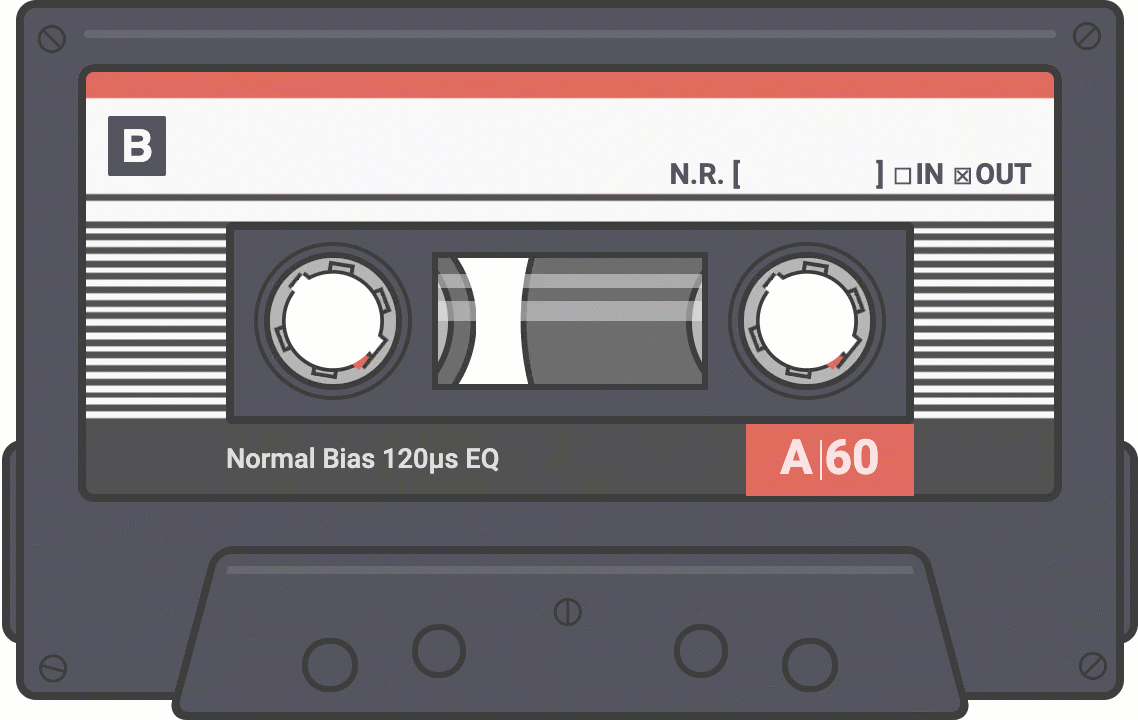 B
N.R. [ ] ☐IN ☒OUT
Normal Bias 120µs EQ
A|60